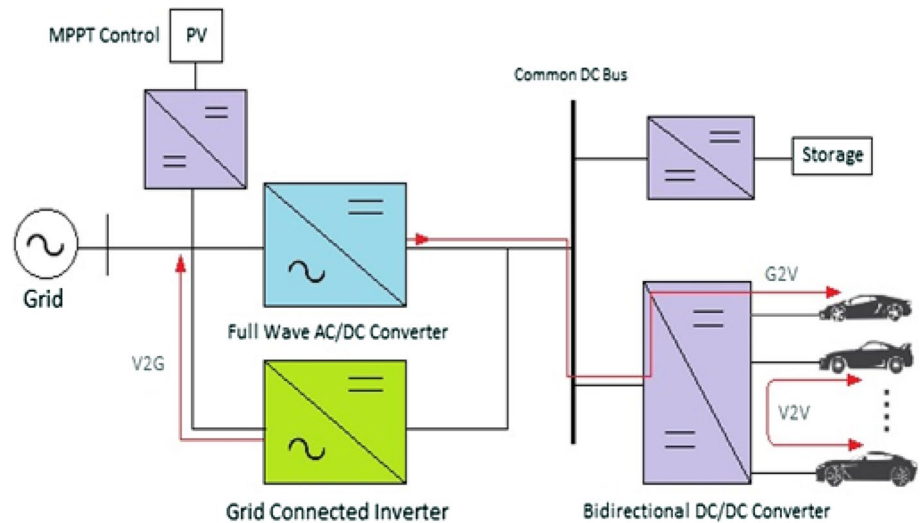 MPPT Control
PV
Common DC Bus
Storage
Grid
Full Wave AC/DC Converter
G2V
V2G
V2V
Grid Connected Inverter
Bidirectional DC/DC Converter